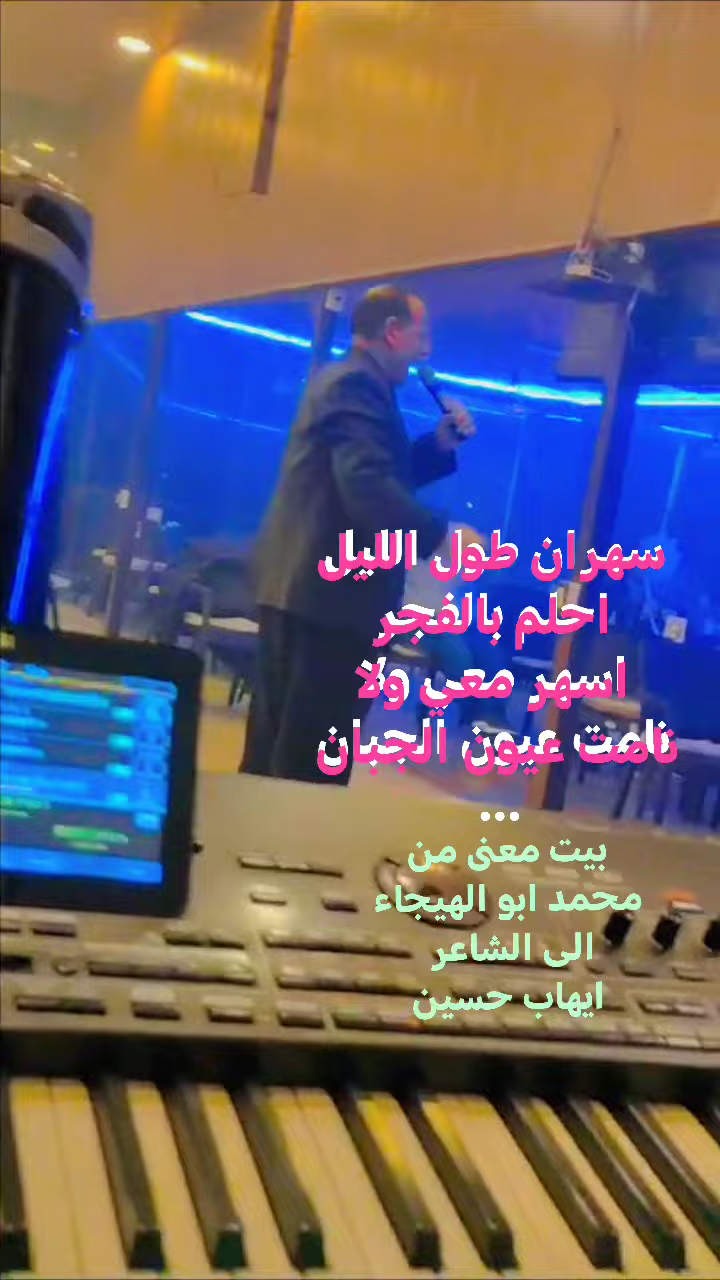 سهران طول الليل
احلم بالفجر
اسهر معي ولا
نامت عيون الجبان
...
بيت معنى من
محمد ابو الهيجاء
الى الشاعر
ايهاب حسين